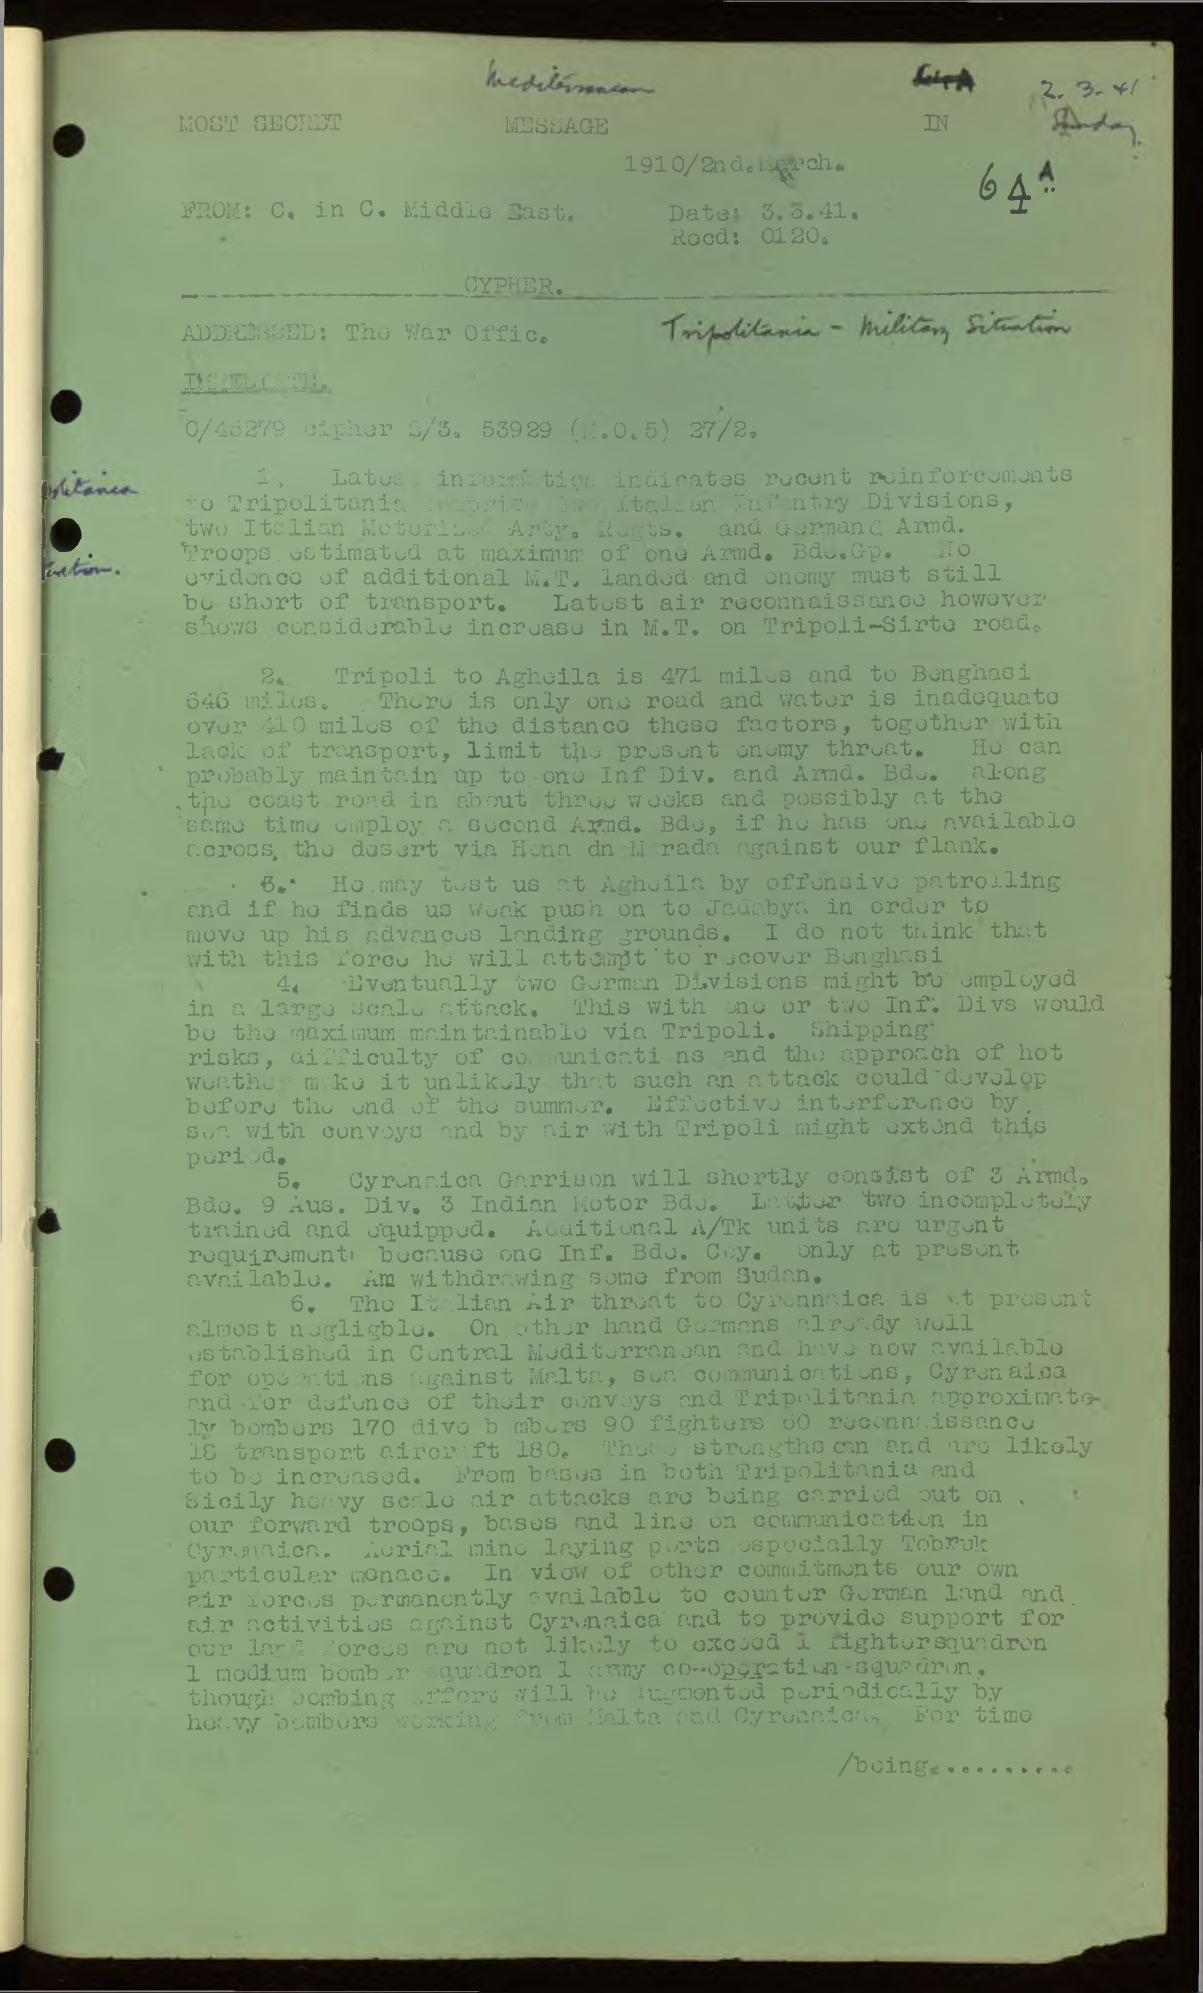 Mediterranean
64A
2.3.41
Sunday
MOST SECRET MESSAGE IN
1910/2nd.March.
64A
FROM: C. in C. Middle East. Date: 3.3.41.
Recd: 0120.
CYPHER.
ADDRESSED: The War Offic. Tripolitania - Military Situation
IMMEDIATE.
O/45279 cipher 2/3. 53929 (M.O.5) 27/2.
politania
tuation.
1. Latest information indicates recent reinforcements
to Tripolitania comprise two Italian Infantry Divisions,
two Italian Motorised Arty. Regts. and Germand Armd.
Troops estimated at maximum of one Armd. Bde.Gp. No
evidence of additional M.T. landed and enemy must still
be short of transport. Latest air reconnaissance however
shows considerable increase in M.T. on Tripoli-Sirte road.
2. Tripoli to Agheila is 471 miles and to Benghasi
646 miles. There is only one road and water is inadequate
over 410 miles of the distance these factors, together with
lack of transport, limit the present enemy threat. He can
probably maintain up to one Inf Div. and Armd. Bde. along
the coast road in about three weeks and possibly at the
same time employ a second Armd. Bde, if he has one available
across, the desert via Hona dn M rada against our flank.
3. He may test us at Agheila by offensive patrolling
and if he finds us weak push on to Jadabya in order to
move up his advances landing grounds. I do not think that
with this force he will attempt to recover Benghasi
4. Eventually two German Divisions might be employed
in a large scale attack. This with one or two Inf. Divs would
be the maximum maintainable via Tripoli. Shipping
risks, difficulty of communicati ns and the approach of hot
weather make it unlikely that such an attack could develop
before the end of the summer. Effective interference by
sea with convoys and by air with Tripoli might extend this
period.
5. Cyrenaica Garrison will shortly consist of 3 Armd.
Bde. 9 Aus. Div. 3 Indian Motor Bde. Latter two incompletely
trained and equipped. Additional A/Tk units are urgent
requirement because one Inf. Bde. Coy. only at present
available. Am withdrawing some from Sudan.
6. The Italian Air threat to Cyrennaica is at present
almost negligble. On other hand Germans already well
established in Central Mediterranean and have now available
for operations against Malta, sea communications, Cyrenaica
and for defence of their convoys and Tripolitania approximate-
ly bombers 170 dive b mbers 90 fighters 60 reconnaissance
18 transport aircraft 180. These strengths can and are likely
to be increased. From bases in both Tripolitania and
Sicily heavy scale air attacks are being carried out on
our forward troops, bases and line on communication in
Cyrenaica. Aerial mine laying ports especially Tobruk
particular menace. In view of other commitments our own
air forces permanently available to counter German land and
air activities against Cyrenaica and to provide support for
our land forces are not likely to exceed 1 fightersquadron
1 medium bomber squadron 1 army co-operation squadron,
though bombing effort will be augmented periodically by
heavy bombers working from Malta and Cyrenaica. For time
/being..........